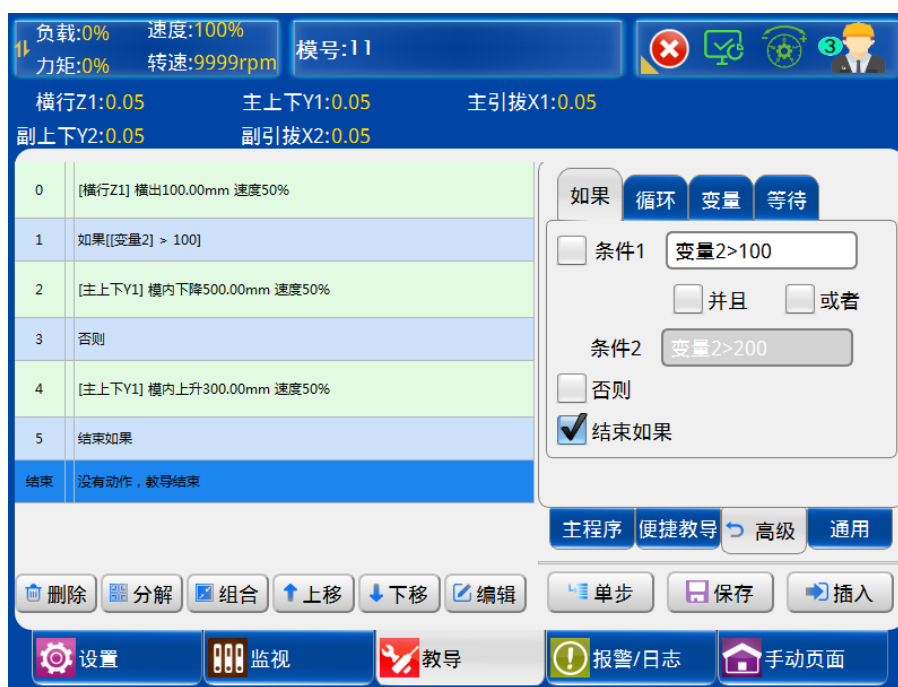 负载:0% 速度:100%
力矩:0% 转速:9999rpm
模号:11
3
横行Z1:0.05 主上下Y1:0.05 主引拔X1:0.05
副上下Y2:0.05 副引拔X2:0.05
0 [横行Z1] 横出100.00mm 速度50%
1 如果[[变量2] > 100]
2 [主上下Y1] 模内下降500.00mm 速度50%
3 否则
4 [主上下Y1] 模内上升300.00mm 速度50%
5 结束如果
结束 没有动作，教导结束
如果 循环 变量 等待
条件1 变量2>100
并且 或者
条件2 变量2>200
否则
结束如果
主程序 便捷教导 高级 通用
删除 分解 组合 上移 下移 编辑 单步 保存 插入
设置 监视 教导 报警/日志 手动页面